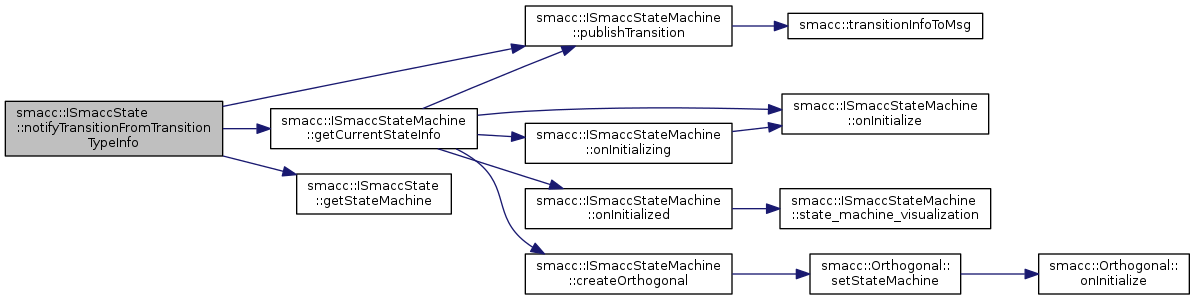 smacc::ISmaccState
::notifyTransitionFromTransition
TypeInfo
smacc::ISmaccStateMachine
::getCurrentStateInfo
smacc::ISmaccState
::getStateMachine
smacc::ISmaccStateMachine
::publishTransition
smacc::ISmaccStateMachine
::onInitializing
smacc::ISmaccStateMachine
::onInitialized
smacc::ISmaccStateMachine
::createOrthogonal
smacc::transitionInfoToMsg
smacc::ISmaccStateMachine
::onInitialize
smacc::ISmaccStateMachine
::state_machine_visualization
smacc::Orthogonal::
setStateMachine
smacc::Orthogonal::
onInitialize